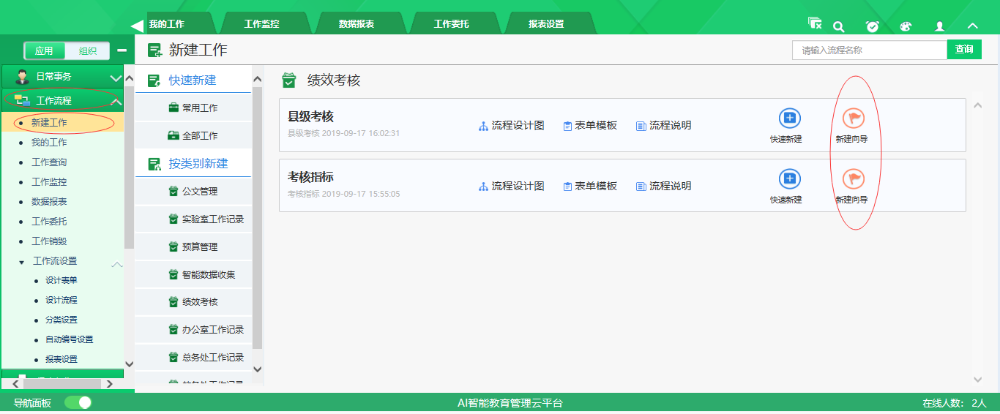 我的工作
工作监控
数据报表
工作委托
报表设置
应用
组织
新建工作
请输入流程名称
查询
日常事务
工作流程
新建工作
我的工作
工作查询
工作监控
数据报表
工作委托
工作销毁
工作流设置
设计表单
设计流程
分类设置
自动编号设置
报表设置
快速新建
常用工作
全部工作
按类别新建
公文管理
实验室工作记录
预算管理
智能数据收集
绩效考核
办公室工作记录
总务处工作记录
绩效考核
县级考核
县级考核 2019-09-17 16:02:31
流程设计图
表单模板
流程说明
快速新建
新建向导
考核指标
考核指标 2019-09-17 15:55:05
流程设计图
表单模板
流程说明
快速新建
新建向导
导航面板
AI智能教育管理云平台
在线人数： 2人